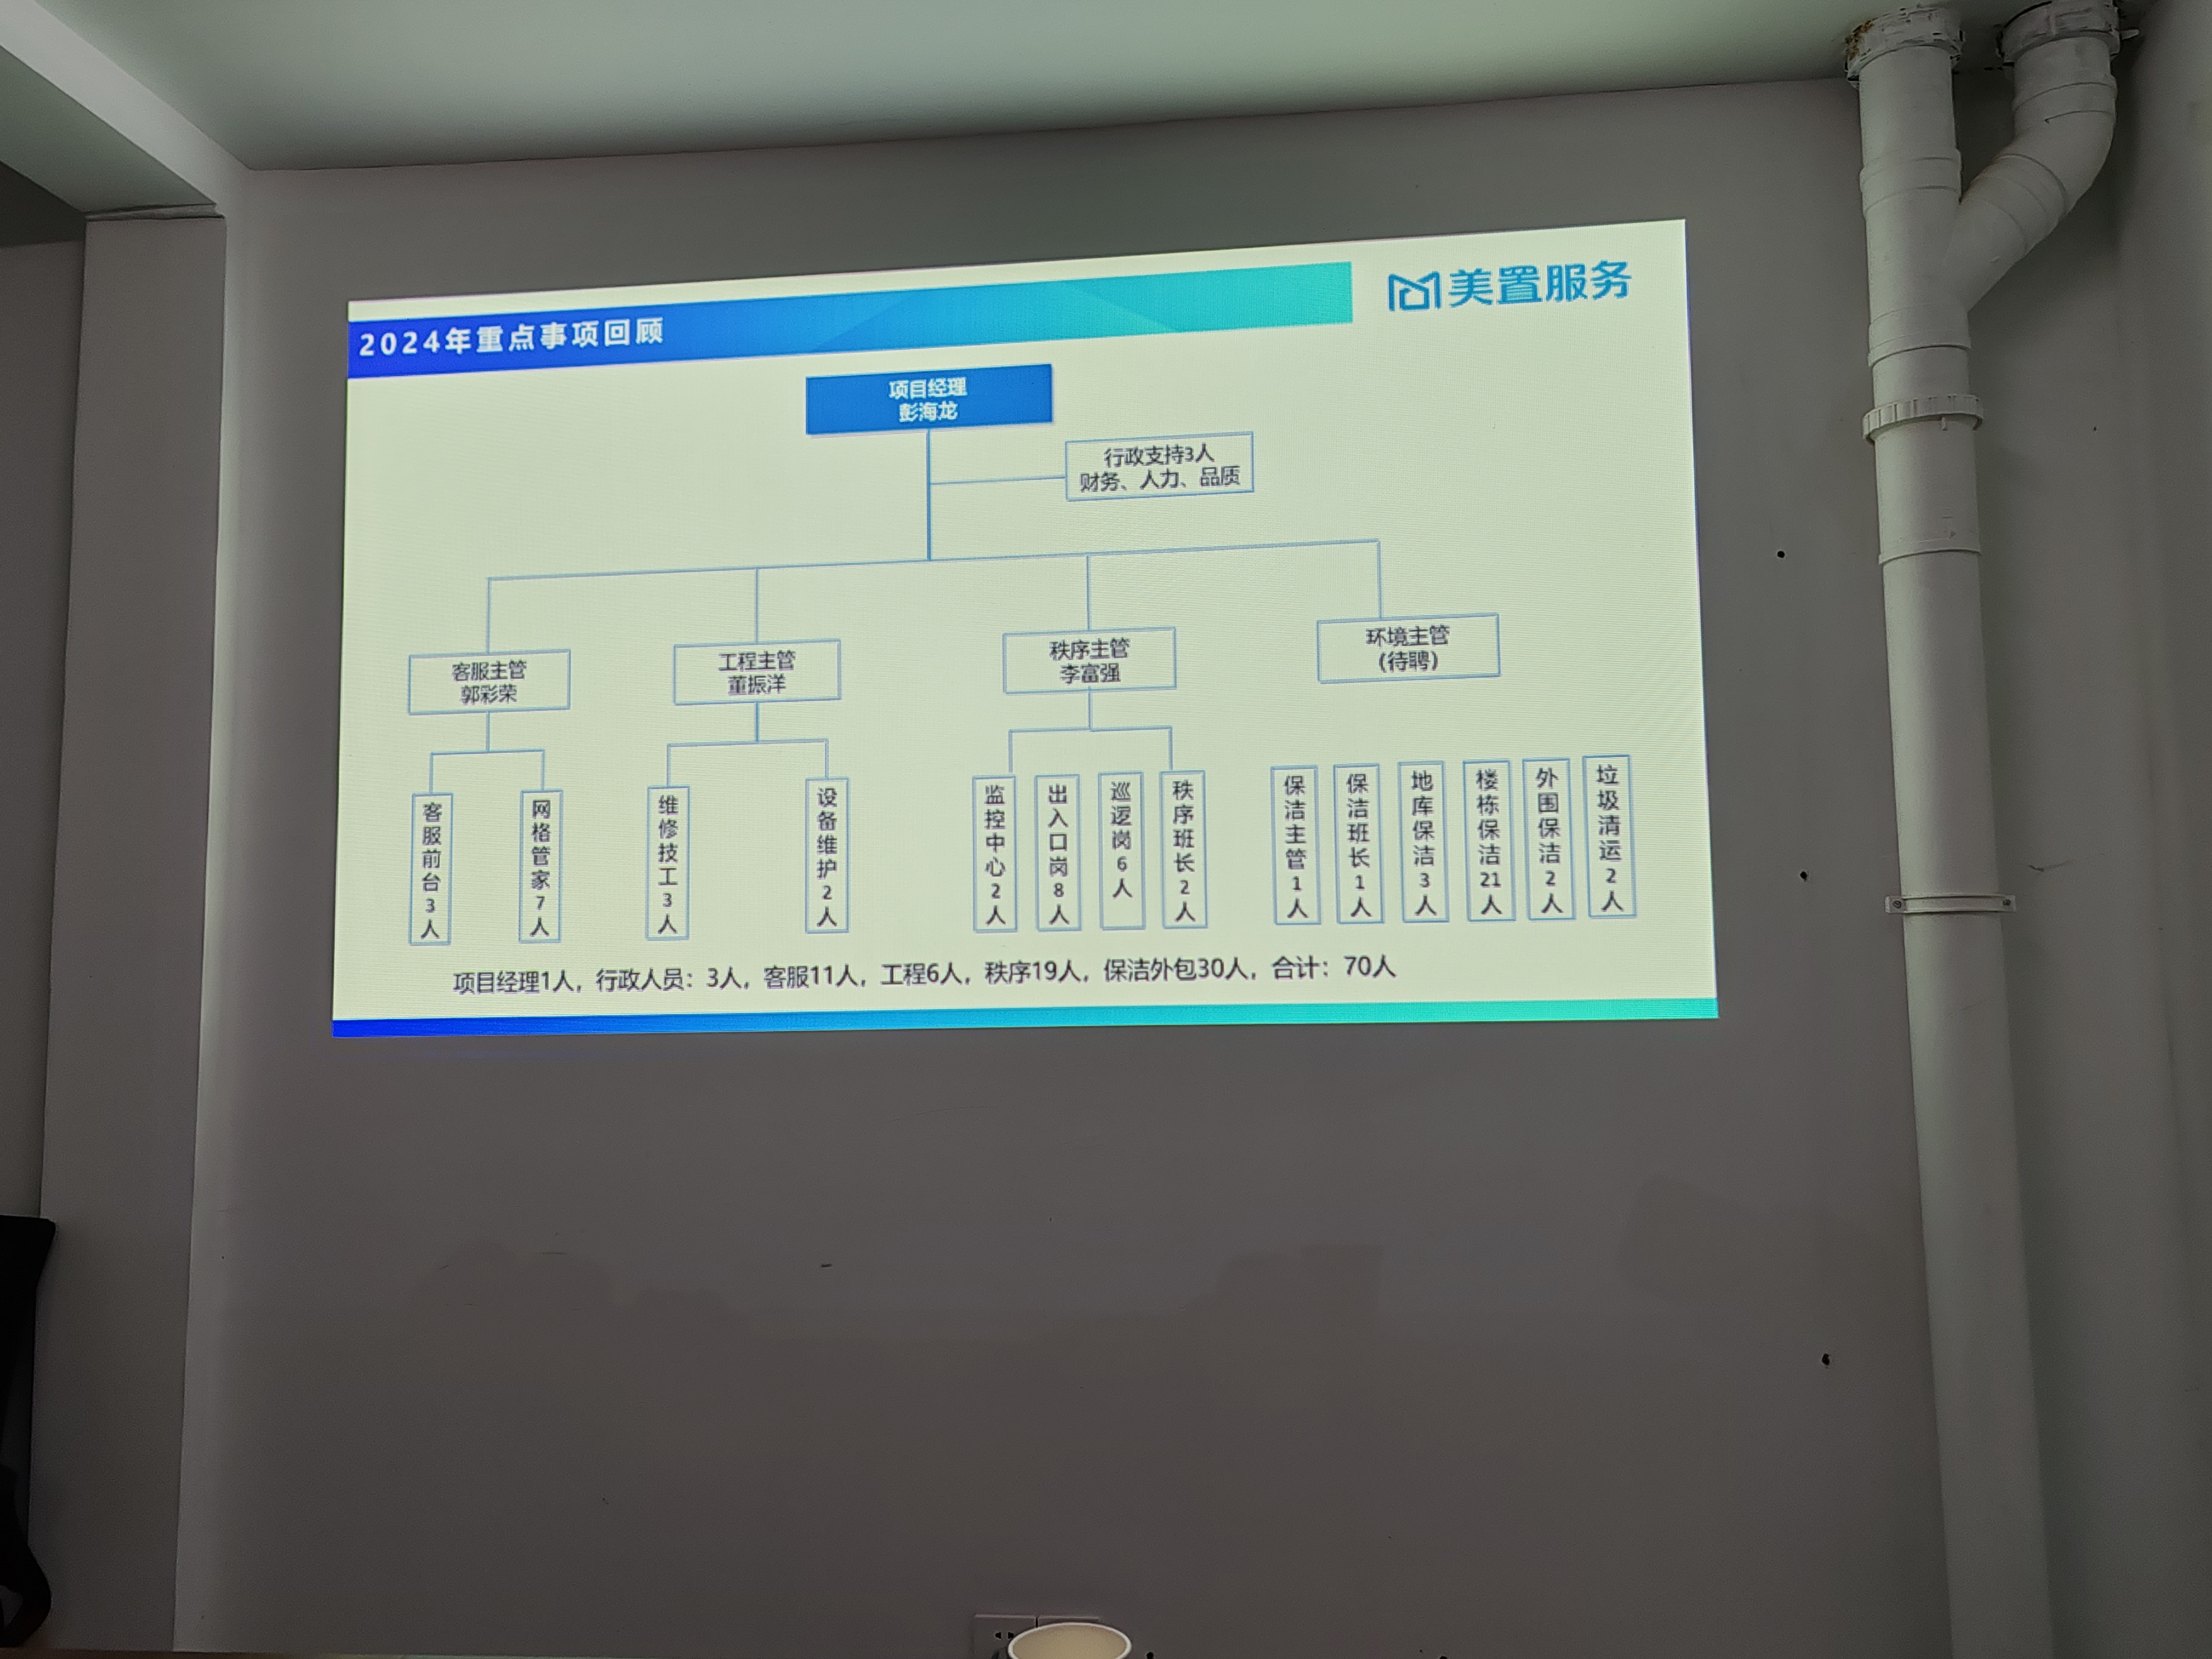 2024年重点事项回顾
美置服务
项目经理
彭海龙
行政支持3人
财务、人力、品质
客服主管
郭彩荣
工程主管
董振洋
秩序主管
李富强
环境主管
(待聘)
客服前台3人
网格管家7人
维修技工3人
设备维护2人
监控中心2人
出入口岗8人
巡逻岗6人
秩序班长2人
保洁主管1人
保洁班长1人
地库保洁3人
楼栋保洁21人
外围保洁2人
垃圾清运2人
项目经理1人，行政人员：3人，客服11人，工程6人，秩序19人，保洁外包30人，合计：70人